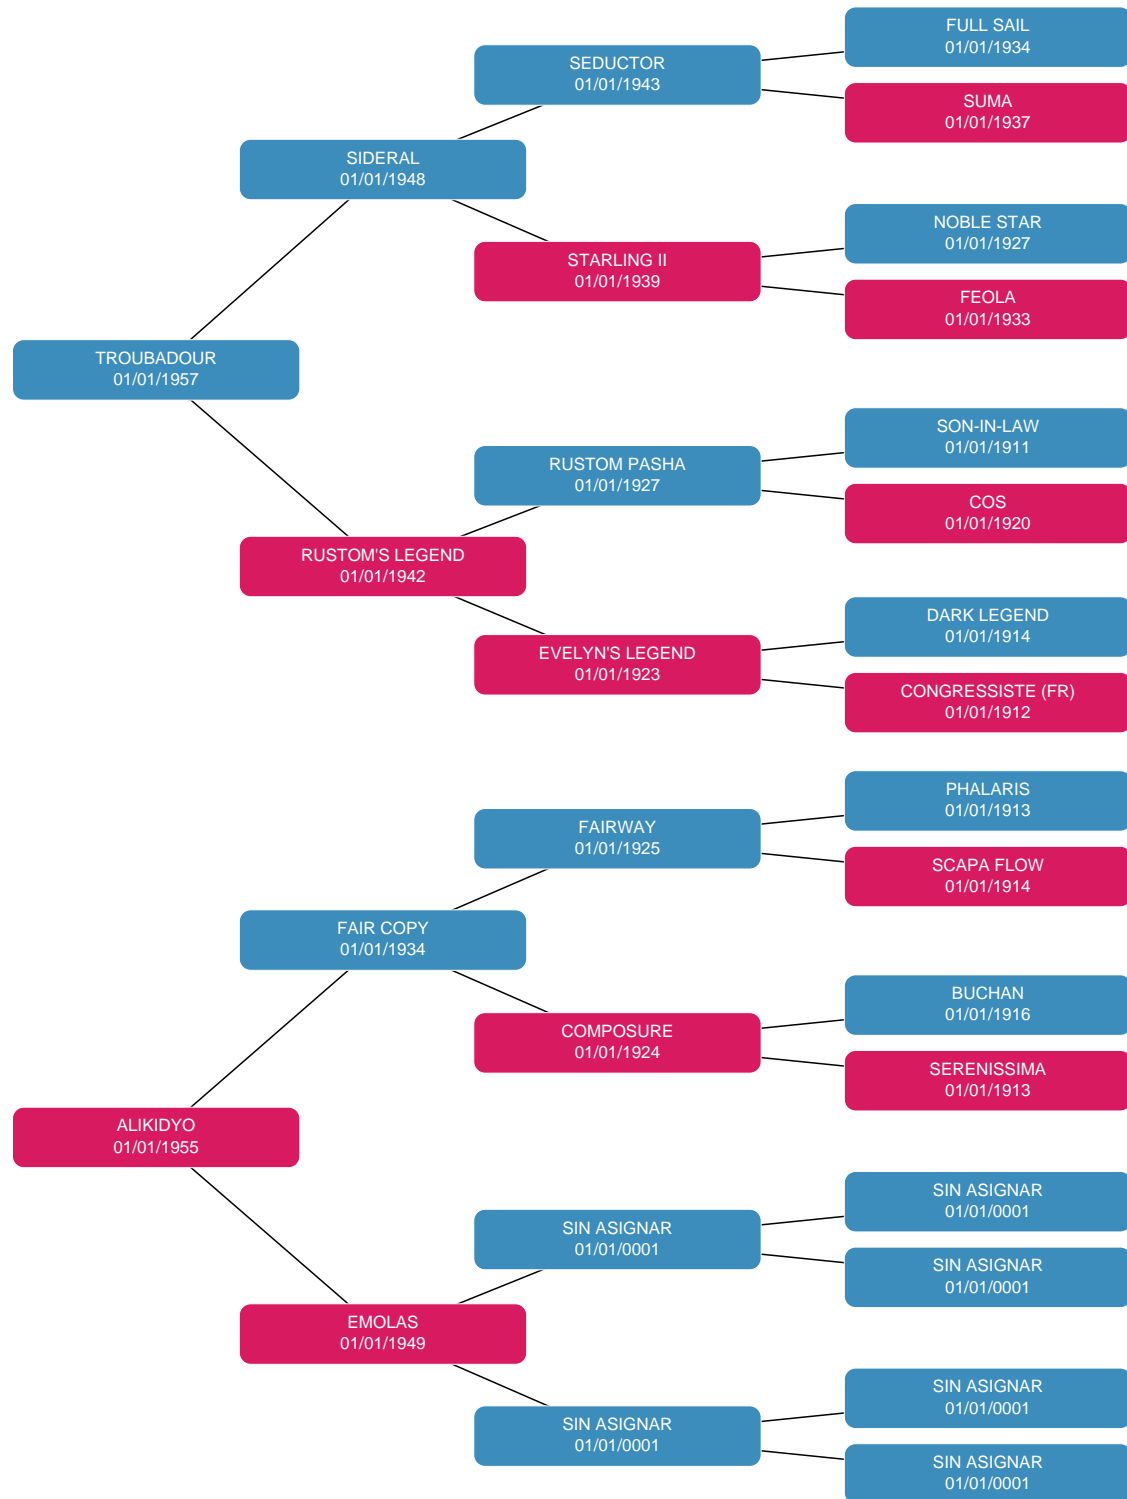 FULL SAIL
01/01/1934
SEDUCTOR
01/01/1943
SUMA
01/01/1937
SIDERAL
01/01/1948
NOBLE STAR
01/01/1927
STARLING II
01/01/1939
FEOLA
01/01/1933
TROUBADOUR
01/01/1957
SON-IN-LAW
01/01/1911
RUSTOM PASHA
01/01/1927
COS
01/01/1920
RUSTOM'S LEGEND
01/01/1942
DARK LEGEND
01/01/1914
EVELYN'S LEGEND
01/01/1923
CONGRESSISTE (FR)
01/01/1912
PHALARIS
01/01/1913
FAIRWAY
01/01/1925
SCAPA FLOW
01/01/1914
FAIR COPY
01/01/1934
BUCHAN
01/01/1916
COMPOSURE
01/01/1924
SERENISSIMA
01/01/1913
ALIKIDYO
01/01/1955
SIN ASIGNAR
01/01/0001
SIN ASIGNAR
01/01/0001
SIN ASIGNAR
01/01/0001
EMOLAS
01/01/1949
SIN ASIGNAR
01/01/0001
SIN ASIGNAR
01/01/0001
SIN ASIGNAR
01/01/0001